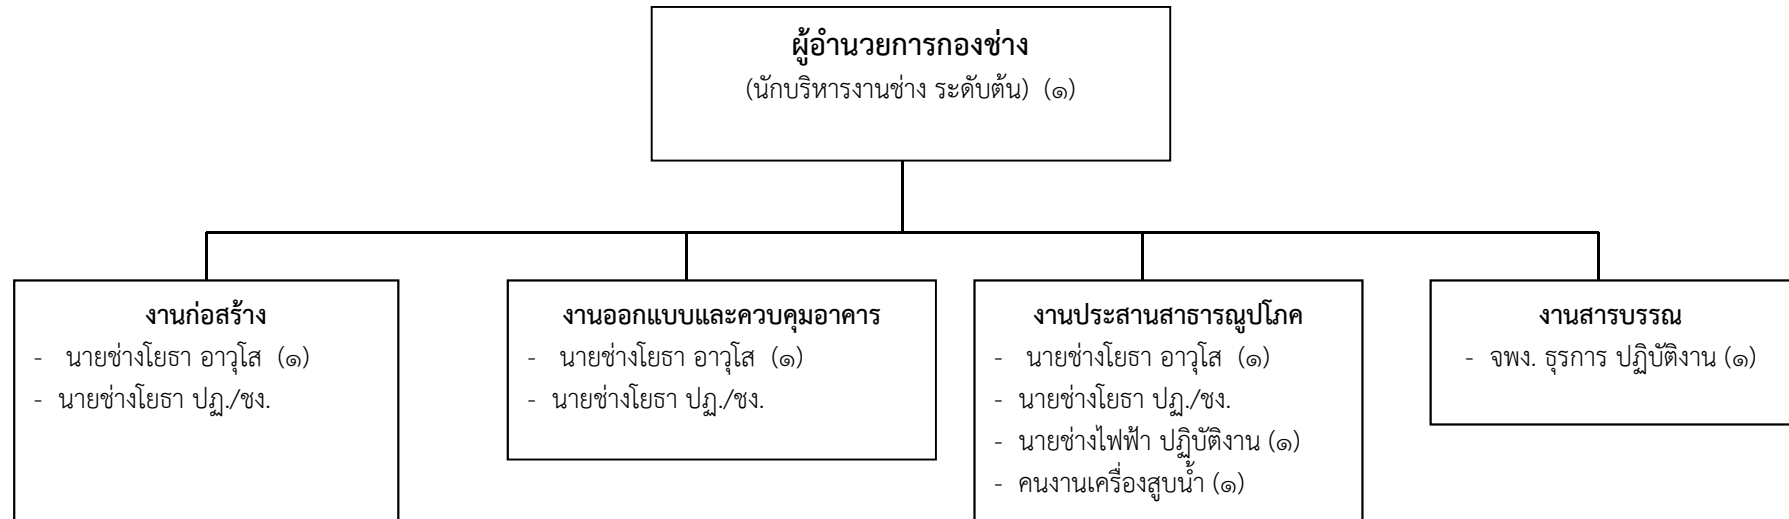 ผู้อำนวยการกองช่าง
(นักบริหารงานช่าง ระดับต้น) (๑)
งานก่อสร้าง
- นายช่างโยธา อาวุโส (๑)
- นายช่างโยธา ปฏ./ชง.
งานออกแบบและควบคุมอาคาร
- นายช่างโยธา อาวุโส (๑)
- นายช่างโยธา ปฏ./ชง.
งานประสานสาธารณูปโภค
- นายช่างโยธา อาวุโส (๑)
- นายช่างโยธา ปฏ./ชง.
- นายช่างไฟฟ้า ปฏิบัติงาน (๑)
- คนงานเครื่องสูบน้ำ (๑)
งานสารบรรณ
- จพง. ธุรการ ปฏิบัติงาน (๑)